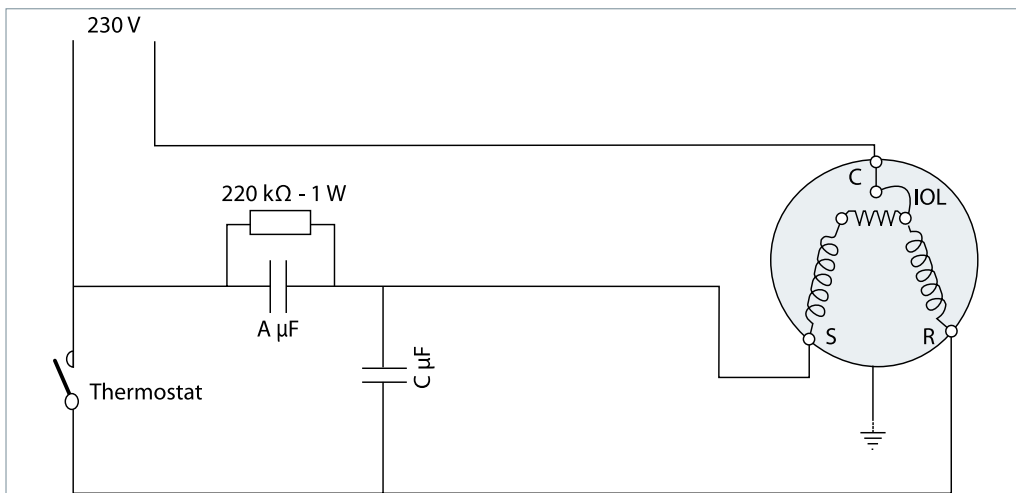 230 V
220 kΩ - 1 W
C
IOL
A µF
S
R
C µF
Thermostat